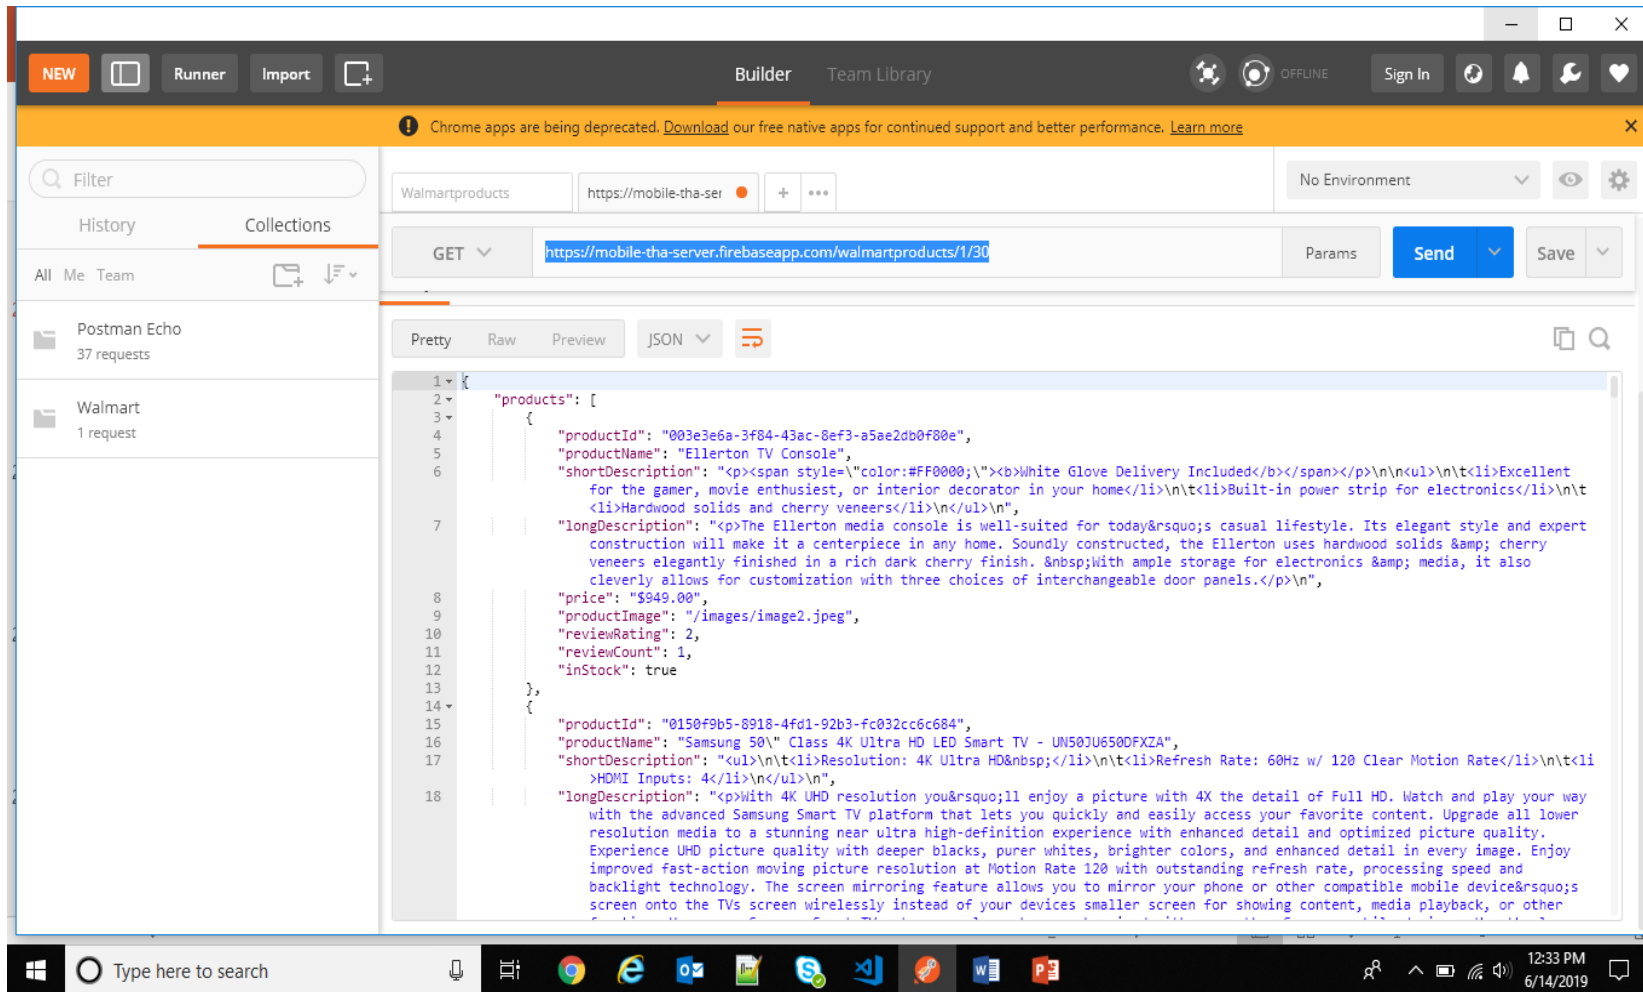 NEW Runner Import Builder Team Library OFFLINE Sign In
Chrome apps are being deprecated. Download our free native apps for continued support and better performance. Learn more
Filter
History Collections
All Me Team
Postman Echo
37 requests
Walmart
1 request
Walmartproducts https://mobile-tha-ser + •••
No Environment
GET https://mobile-tha-server.firebaseapp.com/walmartproducts/1/30 Params Send Save
Pretty Raw Preview JSON
1 {
2 "products": [
3 {
4 "productId": "003e3e6a-3f84-43ac-8ef3-a5ae2db0f80e",
5 "productName": "Ellerton TV Console",
6 "shortDescription": "<p><span style=\"color:#FF0000;\"><b>White Glove Delivery Included</b></span></p>\n\n<ul>\n\t<li>Excellent
for the gamer, movie enthusiest, or interior decorator in your home</li>\n\t<li>Built-in power strip for electronics</li>\n\t
<li>Hardwood solids and cherry veneers</li>\n</ul>\n",
7 "longDescription": "<p>The Ellerton media console is well-suited for today&rsquo;s casual lifestyle. Its elegant style and expert
construction will make it a centerpiece in any home. Soundly constructed, the Ellerton uses hardwood solids &amp; cherry
veneers elegantly finished in a rich dark cherry finish. &nbsp;With ample storage for electronics &amp; media, it also
cleverly allows for customization with three choices of interchangeable door panels.</p>\n",
8 "price": "$949.00",
9 "productImage": "/images/image2.jpeg",
10 "reviewRating": 2,
11 "reviewCount": 1,
12 "inStock": true
13 },
14 {
15 "productId": "0150f9b5-8918-4fd1-92b3-fc032cc6c684",
16 "productName": "Samsung 50\" Class 4K Ultra HD LED Smart TV - UN50JU650DFXZA",
17 "shortDescription": "<ul>\n\t<li>Resolution: 4K Ultra HD&nbsp;</li>\n\t<li>Refresh Rate: 60Hz w/ 120 Clear Motion Rate</li>\n\t<li
>HDMI Inputs: 4</li>\n</ul>\n",
18 "longDescription": "<p>With 4K UHD resolution you&rsquo;ll enjoy a picture with 4X the detail of Full HD. Watch and play your way
with the advanced Samsung Smart TV platform that lets you quickly and easily access your favorite content. Upgrade all lower
resolution media to a stunning near ultra high-definition experience with enhanced detail and optimized picture quality.
Experience UHD picture quality with deeper blacks, purer whites, brighter colors, and enhanced detail in every image. Enjoy
improved fast-action moving picture resolution at Motion Rate 120 with outstanding refresh rate, processing speed and
backlight technology. The screen mirroring feature allows you to mirror your phone or other compatible mobile device&rsquo;s
screen onto the TVs screen wirelessly instead of your devices smaller screen for showing content, media playback, or other
Type here to search
12:33 PM
6/14/2019